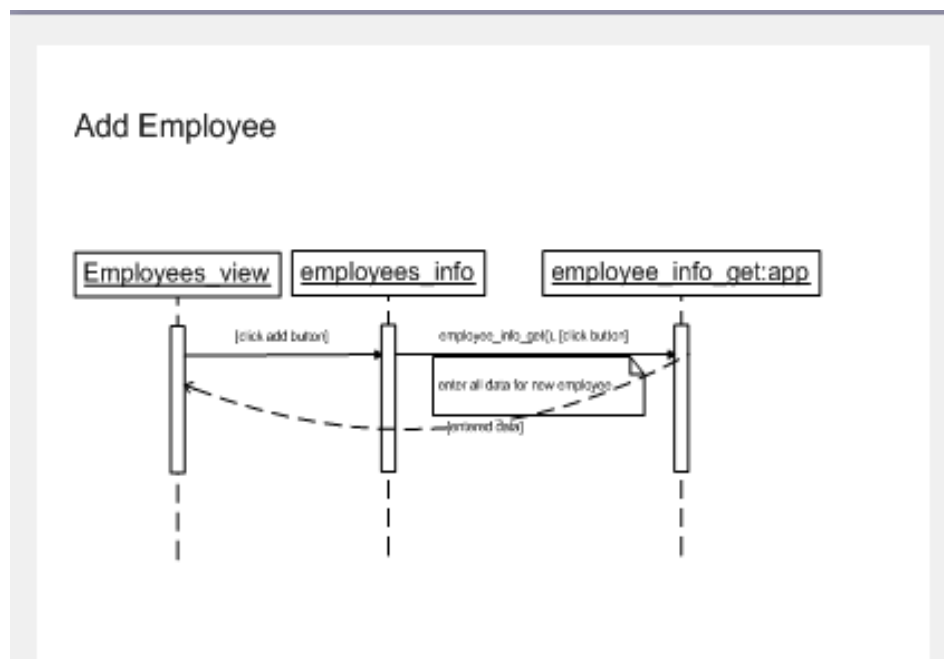 Add Employee
Employees_view
employees_info
employee_info_get:app
[click add button]
employee_info_get(), [click button]
enter all data for new employee
[entered data]